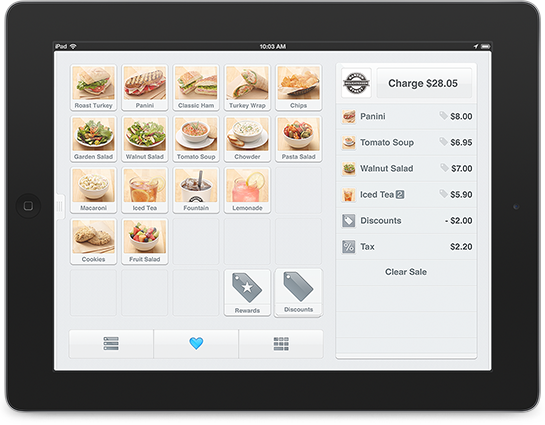 iPad
10:03 AM
Charge $28.05
Roast Turkey
Panini
Classic Ham
Turkey Wrap
Chips
Garden Salad
Walnut Salad
Tomato Soup
Chowder
Pasta Salad
Macaroni
Iced Tea
Fountain
Lemonade
Cookies
Fruit Salad
Rewards
Discounts
Panini $8.00
Tomato Soup $6.95
Walnut Salad $7.00
Iced Tea 2 $5.90
Discounts - $2.00
% Tax $2.20
Clear Sale